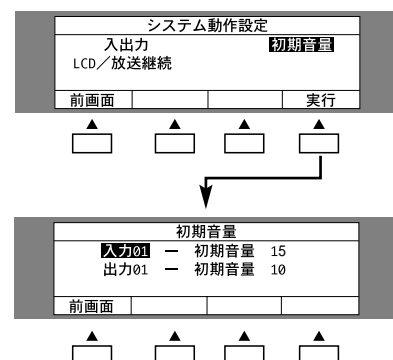 システム動作設定
入出力 初期音量
LCD／放送継続
前画面 実行
初期音量
入力01 ー 初期音量 15
出力01 ー 初期音量 10
前画面